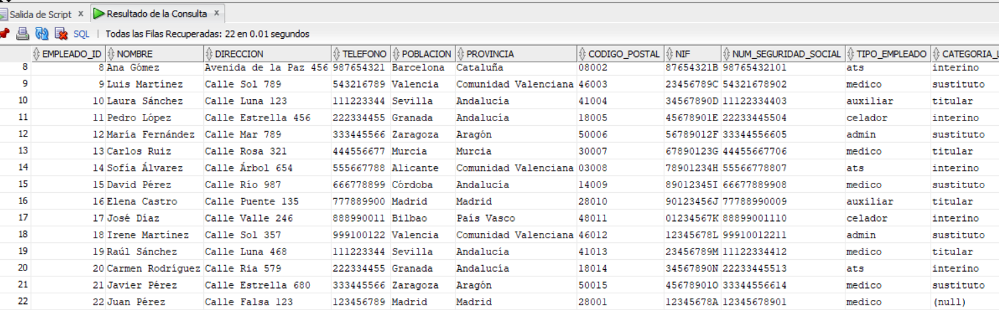 Salida de Script x Resultado de la Consulta x
SQL | Todas las Filas Recuperadas: 22 en 0.01 segundos
EMPLEADO_ID NOMBRE DIRECCION TELEFONO POBLACION PROVINCIA CODIGO_POSTAL NIF NUM_SEGURIDAD_SOCIAL TIPO_EMPLEADO CATEGORIA_L
8 8 Ana Gómez Avenida de la Paz 456 987654321 Barcelona Cataluña 08002 87654321B 98765432101 ats interino
9 9 Luis Martínez Calle Sol 789 543216789 Valencia Comunidad Valenciana 46003 23456789C 54321678902 medico sustituto
10 10 Laura Sánchez Calle Luna 123 111223344 Sevilla Andalucía 41004 34567890D 11122334403 auxiliar titular
11 11 Pedro López Calle Estrella 456 222334455 Granada Andalucía 18005 45678901E 22233445504 celador interino
12 12 María Fernández Calle Mar 789 333445566 Zaragoza Aragón 50006 56789012F 33344556605 admin sustituto
13 13 Carlos Ruiz Calle Rosa 321 444556677 Murcia Murcia 30007 67890123G 44455667706 medico titular
14 14 Sofía Álvarez Calle Árbol 654 555667788 Alicante Comunidad Valenciana 03008 78901234H 55566778807 ats interino
15 15 David Pérez Calle Río 987 666778899 Córdoba Andalucía 14009 89012345I 66677889908 medico sustituto
16 16 Elena Castro Calle Puente 135 777889900 Madrid Madrid 28010 90123456J 77788990009 auxiliar titular
17 17 José Díaz Calle Valle 246 888990011 Bilbao País Vasco 48011 01234567K 88899001110 celador interino
18 18 Irene Martínez Calle Sol 357 999100122 Valencia Comunidad Valenciana 46012 12345678L 99910012211 admin sustituto
19 19 Raúl Sánchez Calle Luna 468 111223344 Sevilla Andalucía 41013 23456789M 11122334412 medico titular
20 20 Carmen Rodríguez Calle Ria 579 222334455 Granada Andalucía 18014 34567890N 22233445513 ats interino
21 21 Javier Pérez Calle Estrella 680 333445566 Zaragoza Aragón 50015 45678901O 33344556614 medico sustituto
22 22 Juan Pérez Calle Falsa 123 123456789 Madrid Madrid 28001 12345678A 12345678901 medico (null)